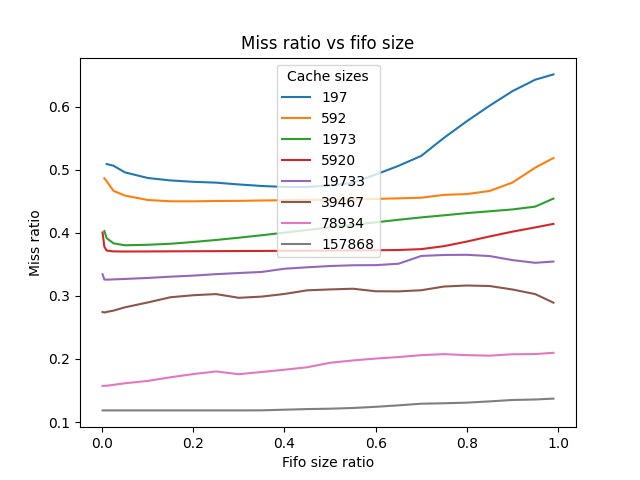 Miss ratio vs fifo size
Cache sizes
197
592
1973
5920
19733
39467
78934
157868
Miss ratio
0.6
0.5
0.4
0.3
0.2
0.1
0.0 0.2 0.4 0.6 0.8 1.0
Fifo size ratio